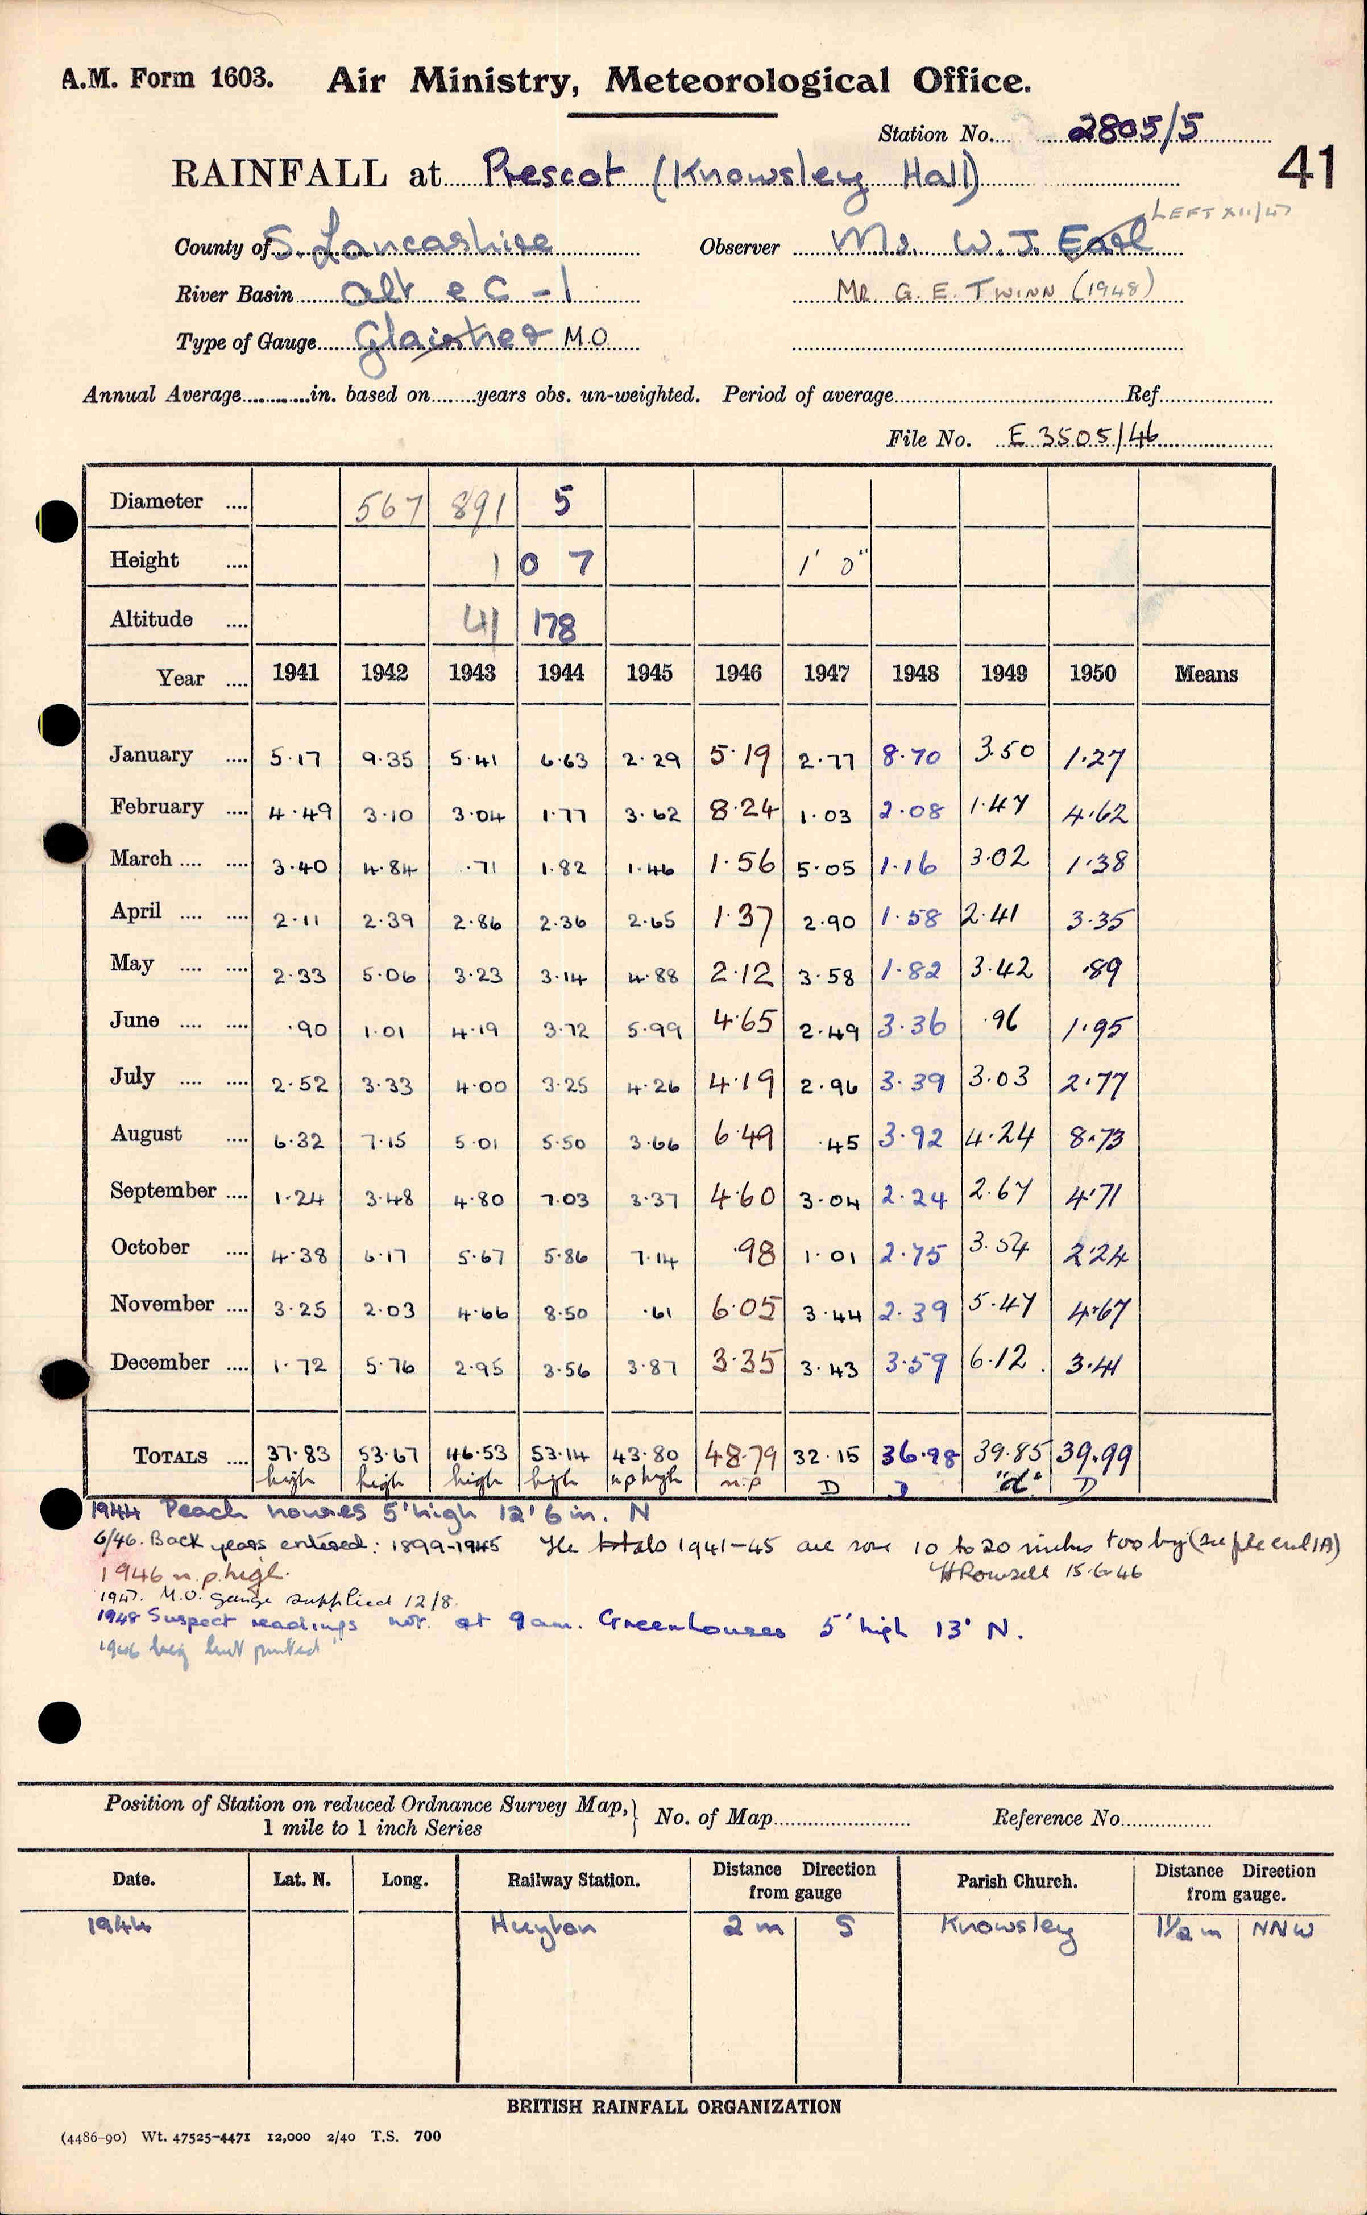 A.M. Form 1603. Air Ministry, Meteorological Office.
Station No. 2805/5
41
RAINFALL at Prescot (Knowsley Hall)
LEFT XII/47
County of S. Lancashire Observer Mr. W. J. Earl
River Basin Alt e C - 1 Mr. G. E. Twinn (1948)
Type of Gauge Glaisher M.O
Annual Average in. based on years obs. un-weighted. Period of average Ref
File No. E 3505/46
Diameter 567 891 5
Height 1 0 7 1' 0"
Altitude 41 178
Year 1941 1942 1943 1944 1945 1946 1947 1948 1949 1950 Means
January 5.17 9.35 5.41 6.63 2.29 5.19 2.77 8.70 3.50 1.27
February 4.49 3.10 3.04 1.77 3.62 8.24 1.03 2.08 1.47 4.62
March 3.40 4.84 .71 1.82 1.46 1.56 5.05 1.16 3.02 1.38
April 2.11 2.39 2.86 2.36 2.65 1.37 2.90 1.58 2.41 3.35
May 2.33 5.06 3.23 3.14 4.88 2.12 3.58 1.82 3.42 .89
June .90 1.01 4.19 3.72 5.99 4.65 2.49 3.36 .96 1.95
July 2.52 3.33 4.00 3.25 4.26 4.19 2.96 3.39 3.03 2.77
August 6.32 7.15 5.01 5.50 3.66 6.49 .45 3.92 4.24 8.73
September 1.24 3.48 4.80 7.03 3.37 4.60 3.04 2.24 2.67 4.71
October 4.38 6.17 5.67 5.86 7.14 .98 1.01 2.75 3.54 2.24
November 3.25 2.03 4.66 8.50 .61 6.05 3.44 2.39 5.47 4.67
December 1.72 5.76 2.95 3.56 3.87 3.35 3.43 3.59 6.12 3.41
TOTALS 37.83 53.67 46.53 53.14 43.80 48.79 32.15 36.98 39.85 39.99
high high high high n p high n.p D D "d" D
1944 Peach houses 5' high 12' 6 in. N
6/46. Back years entered: 1899-1945 The totals 1941-45 are some 10 to 20 inches too big (see file encl 1A)
1946 n.p. high. H Rowsell 15.6.46
1947. M.O. gauge supplied 12/8.
1948 Suspect readings not at 9 am. Greenhouses 5' high 13' N.
1946 big but printed
Position of Station on reduced Ordnance Survey Map, No. of Map Reference No
1 mile to 1 inch Series
Date. Lat. N. Long. Railway Station. Distance from gauge Direction Parish Church. Distance from gauge. Direction
1944 Huyton 2 m S Knowsley 1½ m NNW
BRITISH RAINFALL ORGANIZATION
(4486-90) Wt. 47525-4471 12,000 2/40 T.S. 700